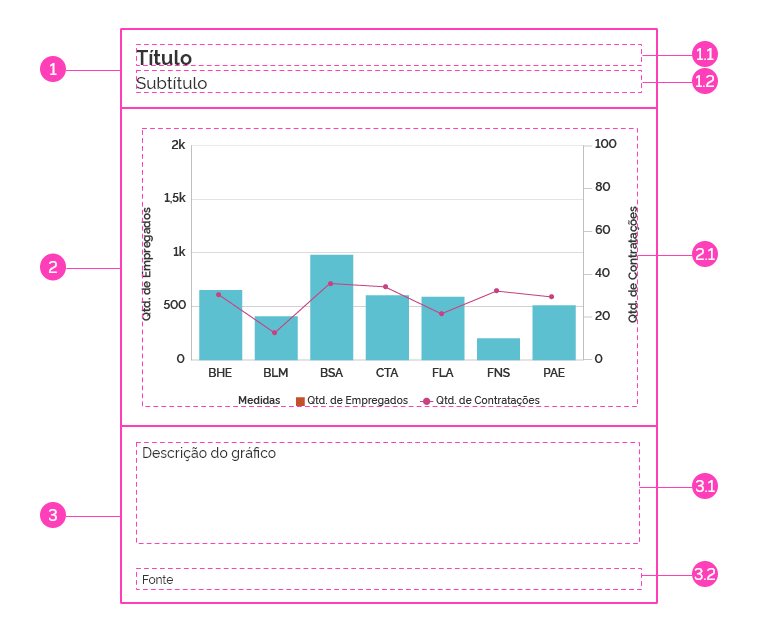 Título
Subtítulo
1
1.1
1.2
2k
1,5k
1k
500
0
Qtd. de Empregados
100
80
60
40
20
0
Qtd. de Contratações
BHE BLM BSA CTA FLA FNS PAE
Medidas Qtd. de Empregados Qtd. de Contratações
2
2.1
Descrição do gráfico
3
3.1
Fonte
3.2